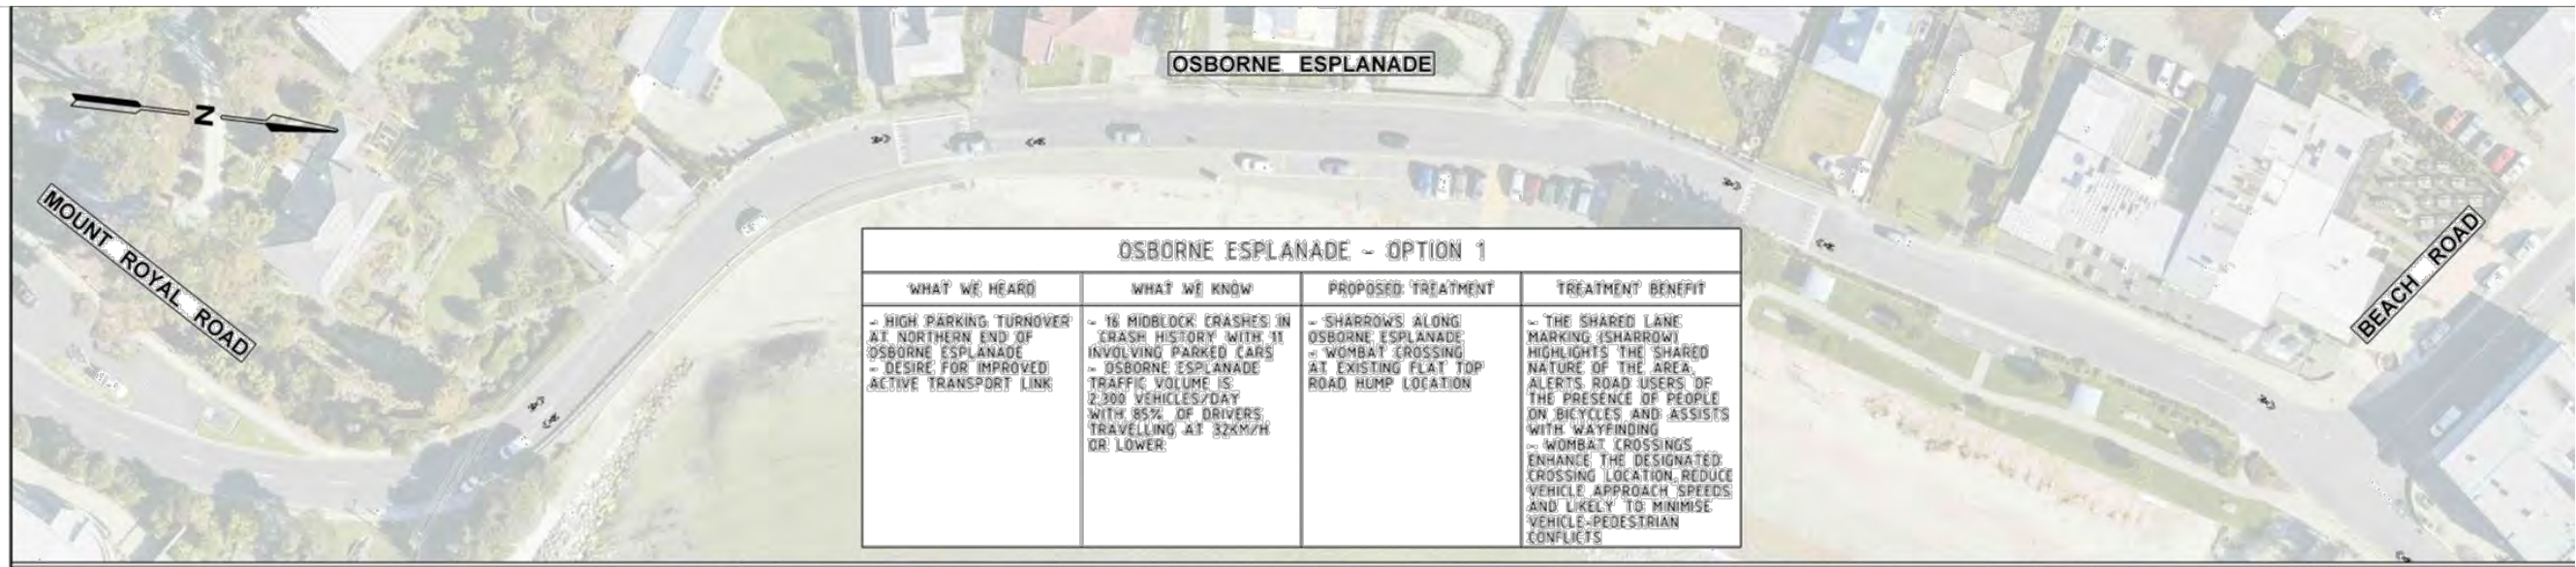 OSBORNE ESPLANADE
N
MOUNT ROYAL ROAD
BEACH ROAD
OSBORNE ESPLANADE - OPTION 1
WHAT WE HEARD
- HIGH PARKING TURNOVER
AT NORTHERN END OF
OSBORNE ESPLANADE
- DESIRE FOR IMPROVED
ACTIVE TRANSPORT LINK
WHAT WE KNOW
- 16 MIDBLOCK CRASHES IN
CRASH HISTORY WITH 11
INVOLVING PARKED CARS
- OSBORNE ESPLANADE
TRAFFIC VOLUME IS
2,300 VEHICLES/DAY
WITH 85% OF DRIVERS
TRAVELLING AT 32KM/H
OR LOWER
PROPOSED TREATMENT
- SHARROWS ALONG
OSBORNE ESPLANADE
- WOMBAT CROSSING
AT EXISTING FLAT TOP
ROAD HUMP LOCATION
TREATMENT BENEFIT
- THE SHARED LANE
MARKING (SHARROW)
HIGHLIGHTS THE SHARED
NATURE OF THE AREA,
ALERTS ROAD USERS OF
THE PRESENCE OF PEOPLE
ON BICYCLES AND ASSISTS
WITH WAYFINDING
- WOMBAT CROSSINGS
ENHANCE THE DESIGNATED
CROSSING LOCATION, REDUCE
VEHICLE APPROACH SPEEDS
AND LIKELY TO MINIMISE
VEHICLE-PEDESTRIAN
CONFLICTS